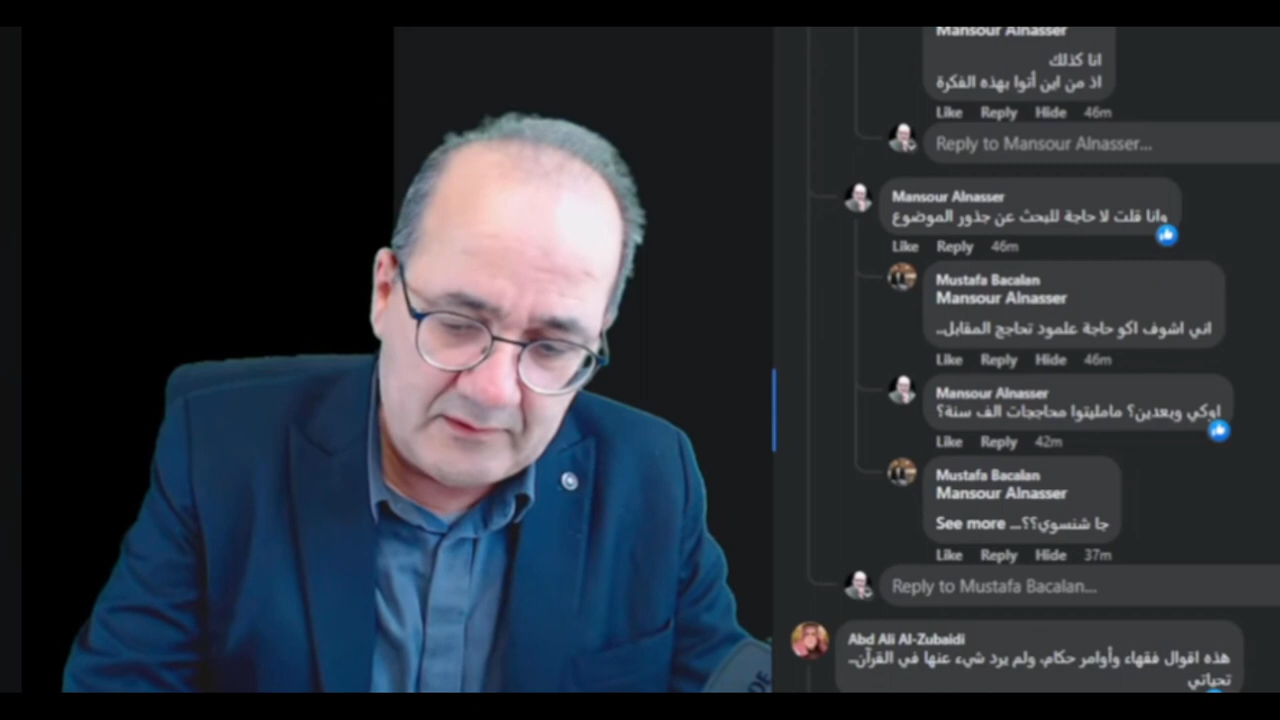 Mansour Alnasser
انا كذلك
اذ من اين أتوا بهذه الفكرة
Like Reply Hide 46m
Reply to Mansour Alnasser...
Mansour Alnasser
وانا قلت لا حاجة للبحث عن جذور الموضوع
Like Reply 46m
Mustafa Bacalan
Mansour Alnasser
اني اشوف اكو حاجة علمود تحاجج المقابل..
Like Reply Hide 46m
Mansour Alnasser
اوكي وبعدين؟ مامليتوا محاججات الف سنة؟
Like Reply 42m
Mustafa Bacalan
Mansour Alnasser
جا شنسوي؟؟... See more
Like Reply Hide 37m
Reply to Mustafa Bacalan...
Abd Ali Al-Zubaidi
هذه اقوال فقهاء وأوامر حكام، ولم يرد شيء عنها في القرآن..
تحياتي